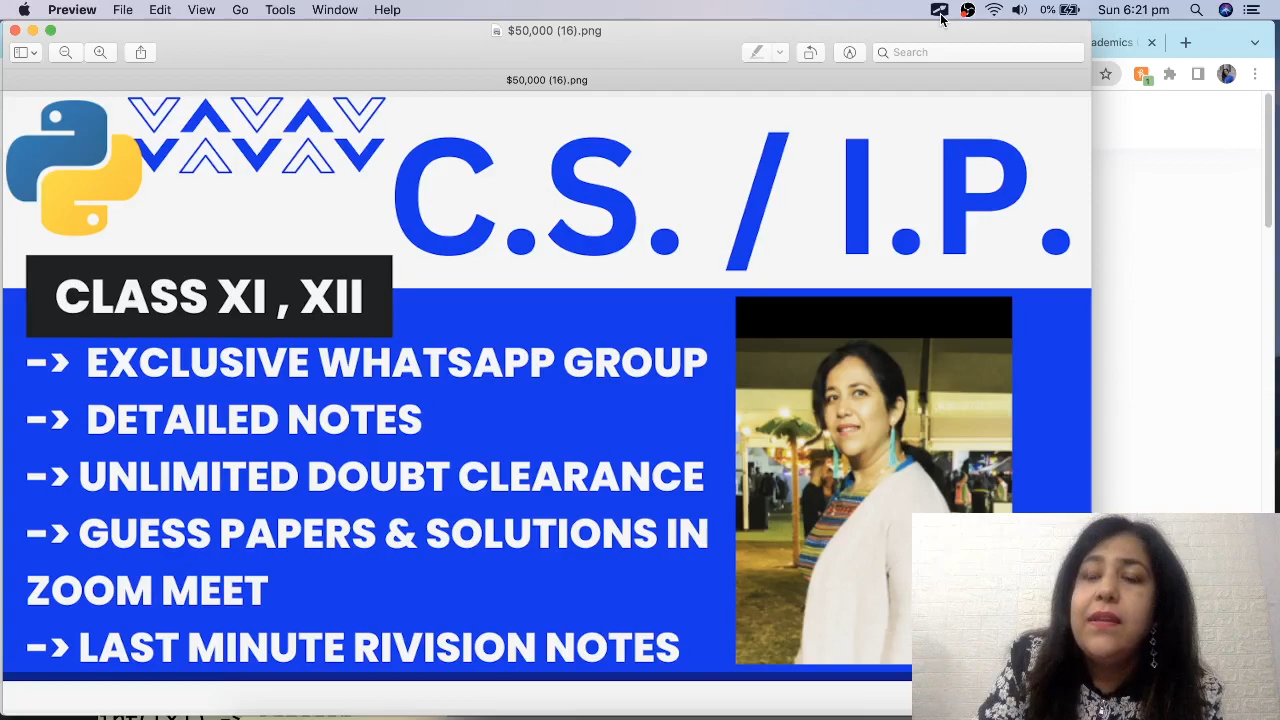 Preview File Edit View Go Tools Window Help 0% Sun 6:21 pm
$50,000 (16).png
ademics
Search
1
$50,000 (16).png
C.S. / I.P.
CLASS XI , XII
-> EXCLUSIVE WHATSAPP GROUP
-> DETAILED NOTES
-> UNLIMITED DOUBT CLEARANCE
-> GUESS PAPERS & SOLUTIONS IN
ZOOM MEET
-> LAST MINUTE RIVISION NOTES